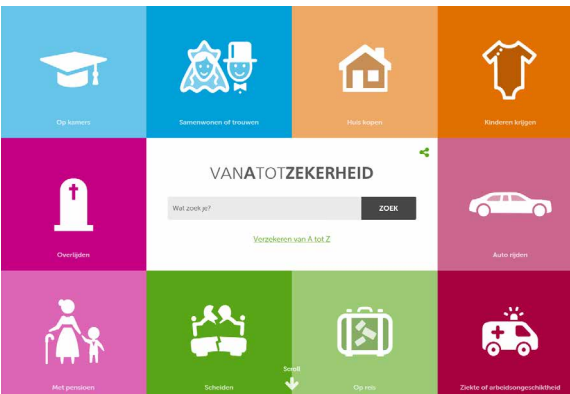 Op kamers
Samenwonen of trouwen
Huis kopen
Kinderen krijgen
Overlijden
VANATOTZEKERHEID
Wat zoek je?
ZOEK
Verzekeren van A tot Z
Auto rijden
Met pensioen
Scheiden
Scroll
Op reis
Ziekte of arbeidsongeschiktheid